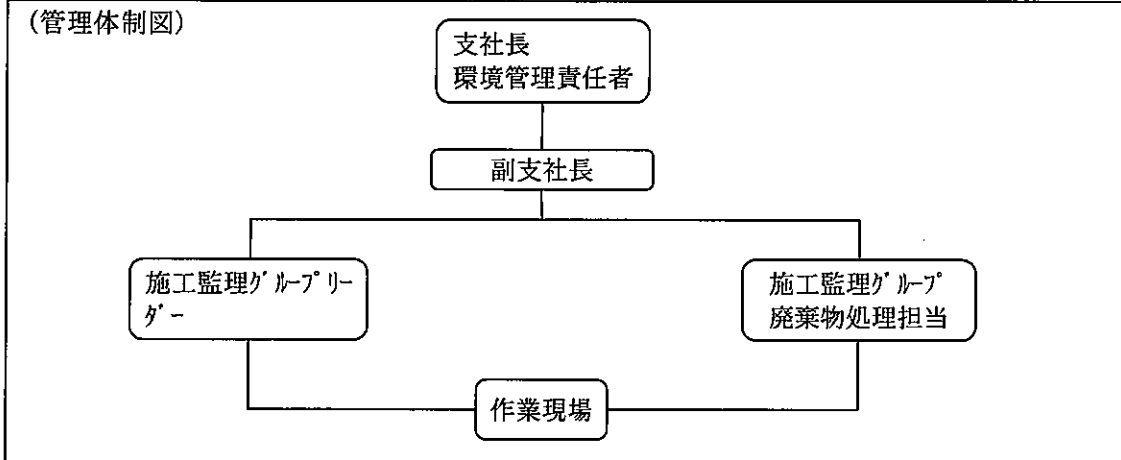 (管理体制図)
支社長
環境管理責任者
副支社長
施工監理ｸﾞﾙｰﾌﾟﾘｰ
ﾀﾞｰ
施工監理ｸﾞﾙｰﾌﾟ
廃棄物処理担当
作業現場